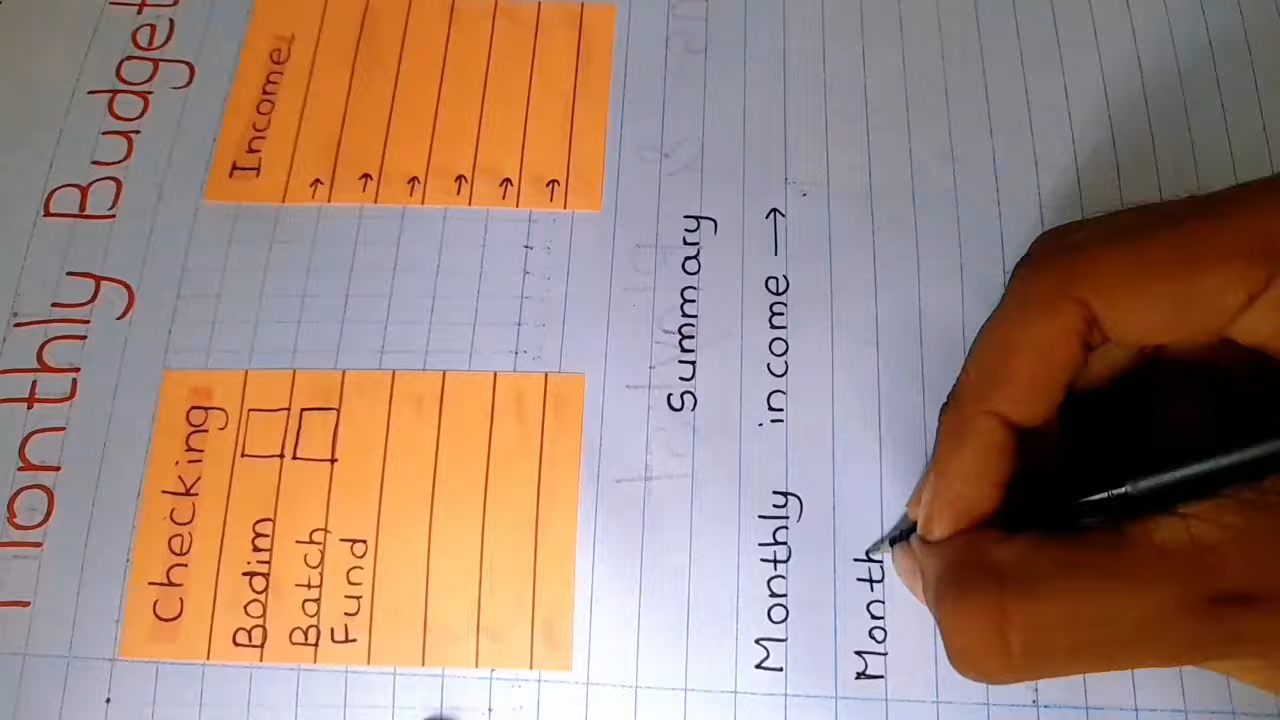 Monthly Budget
Checking
Bodim
Batch
Fund
Income
→
→
→
→
→
→
Summary
Monthly income →
Month